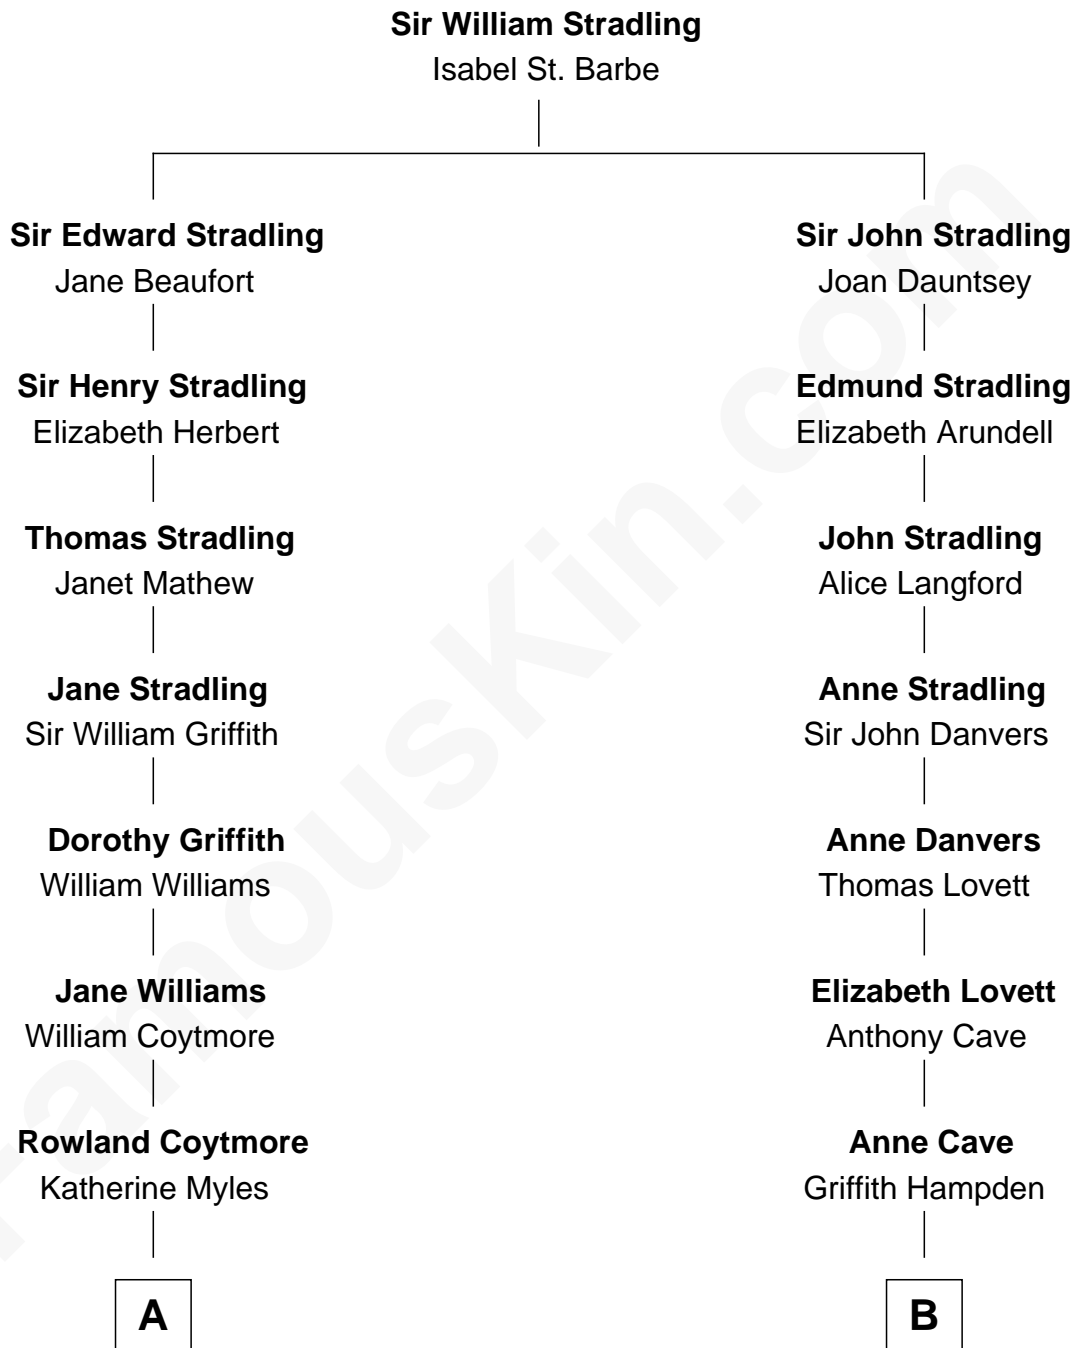 Sir William Stradling
Isabel St. Barbe
Sir Edward Stradling
Jane Beaufort
Sir John Stradling
Joan Dauntsey
Sir Henry Stradling
Elizabeth Herbert
Edmund Stradling
Elizabeth Arundell
Thomas Stradling
Janet Mathew
John Stradling
Alice Langford
Jane Stradling
Sir William Griffith
Anne Stradling
Sir John Danvers
Dorothy Griffith
William Williams
Anne Danvers
Thomas Lovett
Jane Williams
William Coytmore
Elizabeth Lovett
Anthony Cave
Rowland Coytmore
Katherine Myles
Anne Cave
Griffith Hampden
A
B
FamousKin.com